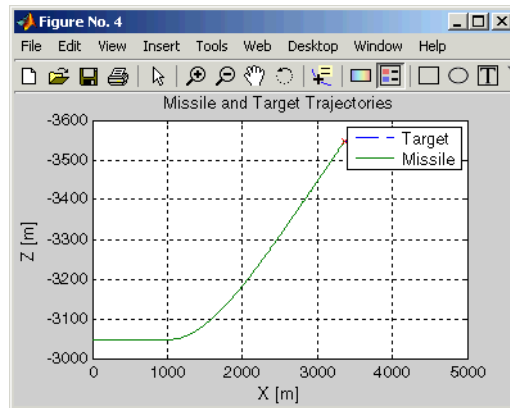 Figure No. 4
File Edit View Insert Tools Web Desktop Window Help
T
Missile and Target Trajectories
-3600
-3500
-3400
-3300
-3200
-3100
-3000
Z [m]
Target
Missile
0 1000 2000 3000 4000 5000
X [m]